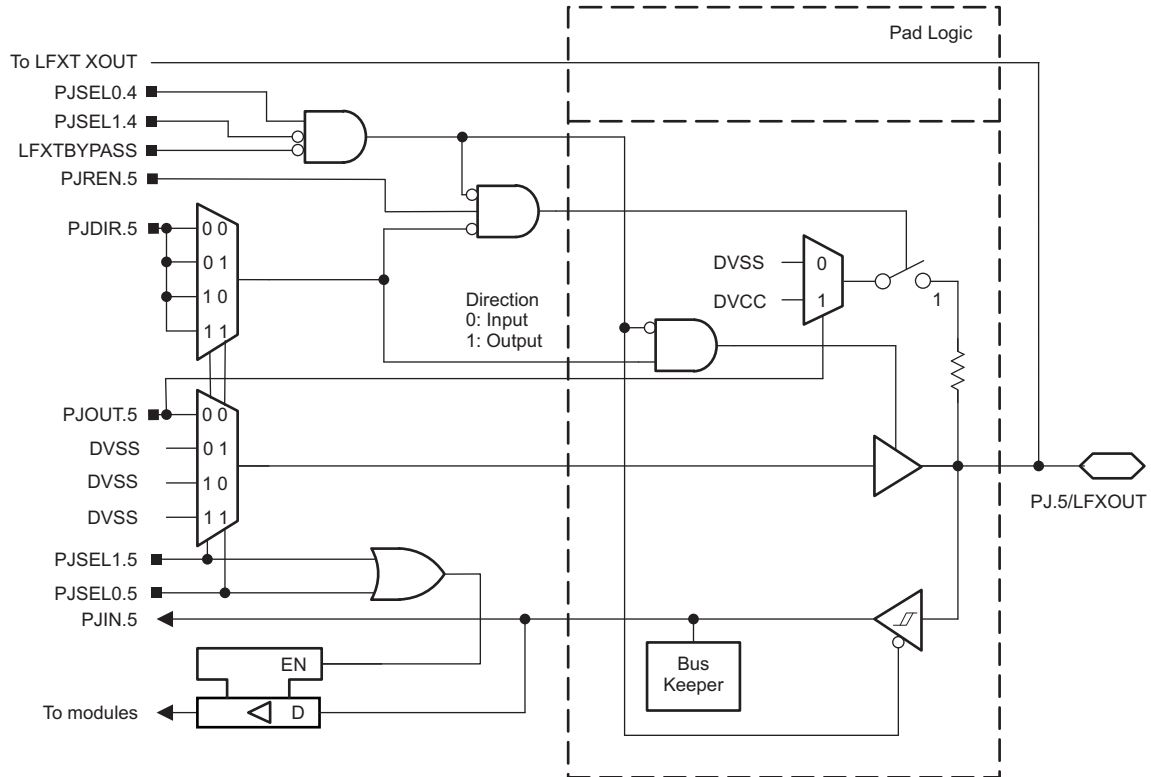 Pad Logic
To LFXT XOUT
PJSEL0.4
PJSEL1.4
LFXTBYPASS
PJREN.5
PJDIR.5
0 0
0 1
1 0
1 1
Direction
0: Input
1: Output
DVSS
0
DVCC
1
1
PJOUT.5
0 0
DVSS
0 1
DVSS
1 0
DVSS
1 1
PJ.5/LFXOUT
PJSEL1.5
PJSEL0.5
PJIN.5
Bus
Keeper
EN
To modules
D